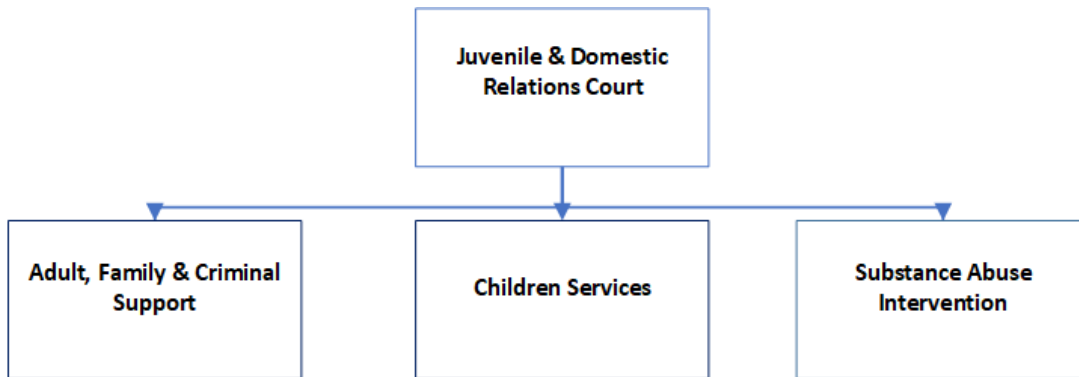 Juvenile & Domestic
Relations Court
Adult, Family & Criminal
Support
Children Services
Substance Abuse
Intervention